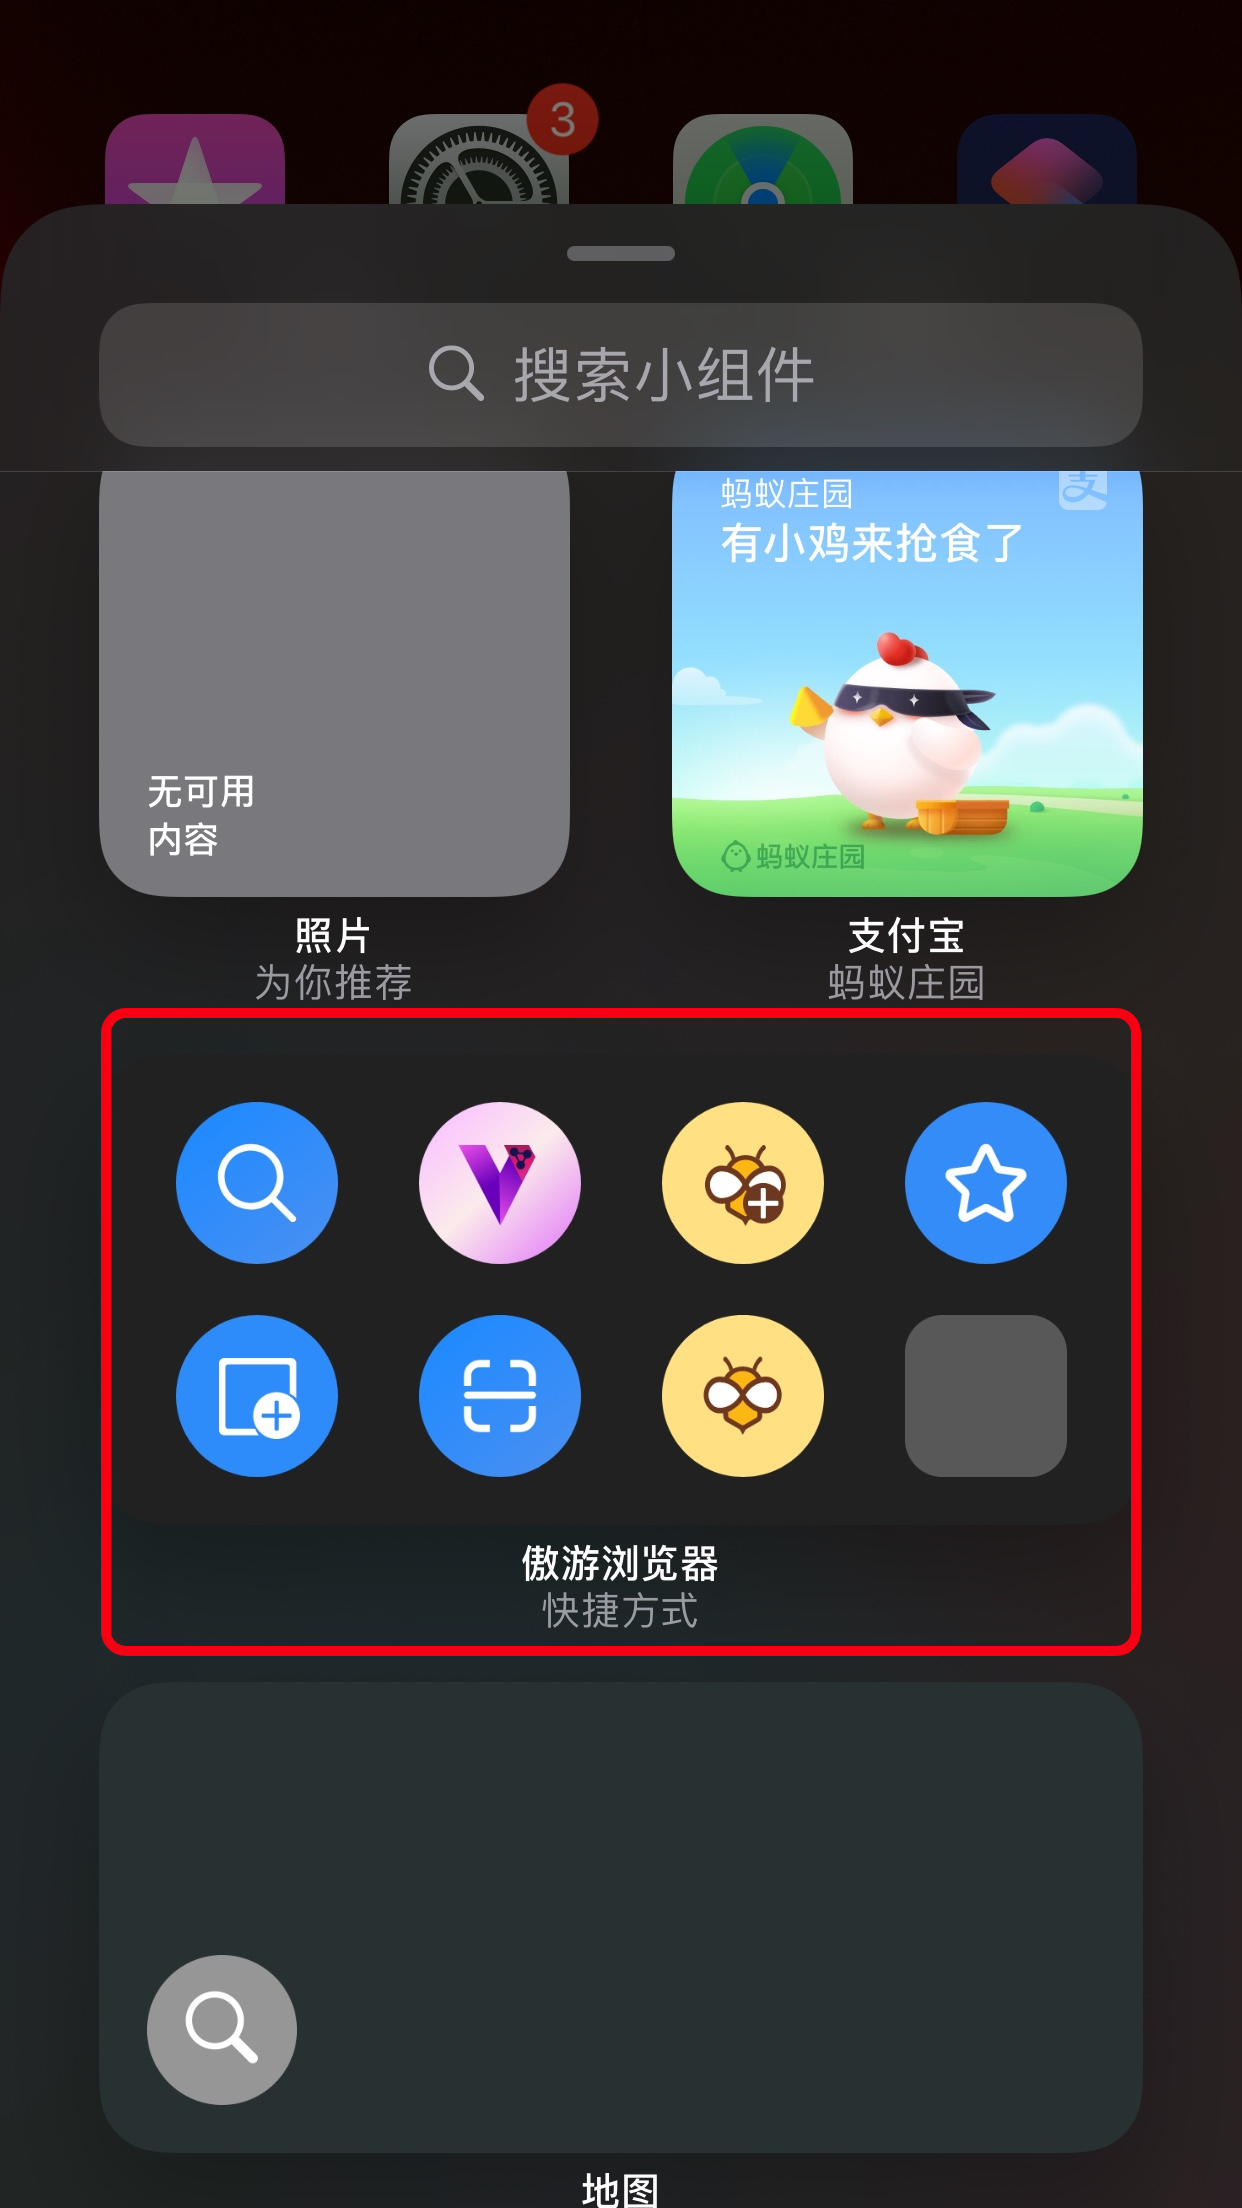 3
搜索小组件
蚂蚁庄园
支
有小鸡来抢食了
无可用
内容
蚂蚁庄园
照片
为你推荐
支付宝
蚂蚁庄园
傲游浏览器
快捷方式
地图